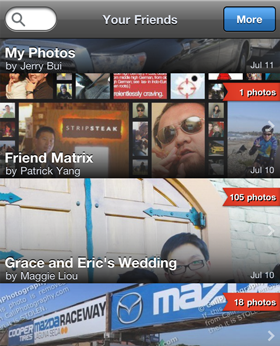 Your Friends
More
My Photos
by Jerry Bui
Jul 11
relentlessly craving.
1 photos
STRIPSTEAK
Friend Matrix
by Patrick Yang
Jul 10
105 photos
Grace and Eric's Wedding
by Maggie Liou
Jul 10
18 photos
mazda
COOPER
TIRES
mazdaRACEWAY